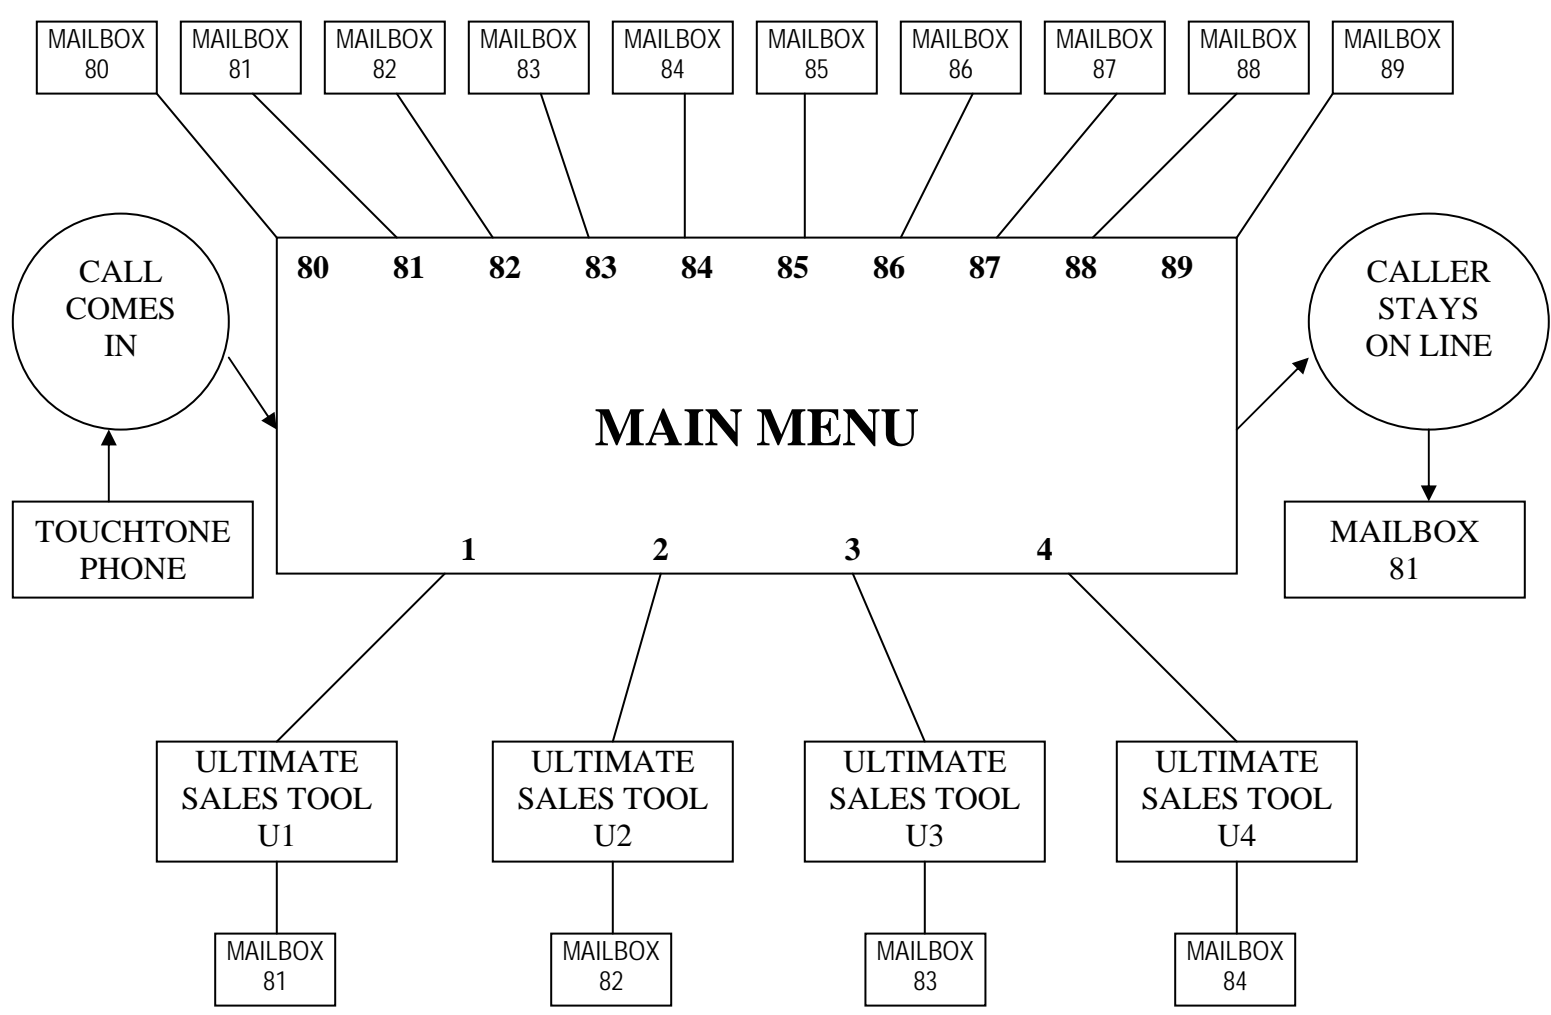 MAILBOX
80
MAILBOX
81
MAILBOX
82
MAILBOX
83
MAILBOX
84
MAILBOX
85
MAILBOX
86
MAILBOX
87
MAILBOX
88
MAILBOX
89
CALL
COMES
IN
80 81 82 83 84 85 86 87 88 89
CALLER
STAYS
ON LINE
MAIN MENU
TOUCHTONE
PHONE
1 2 3 4
MAILBOX
81
ULTIMATE
SALES TOOL
U1
ULTIMATE
SALES TOOL
U2
ULTIMATE
SALES TOOL
U3
ULTIMATE
SALES TOOL
U4
MAILBOX
81
MAILBOX
82
MAILBOX
83
MAILBOX
84